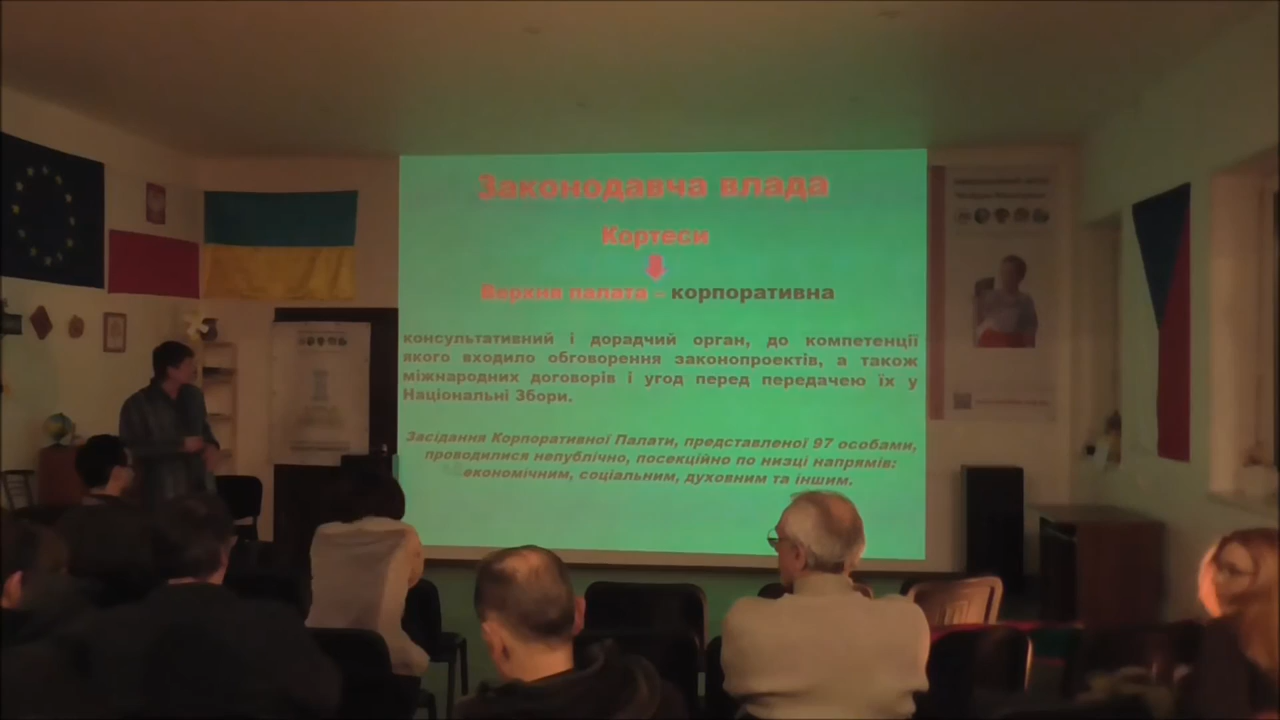 Законодавча влада
Кортеси
Верхня палата – корпоративна
консультативний і дорадчий орган, до компетенції
якого входило обговорення законопроектів, а також
міжнародних договорів і угод перед передачею їх у
Національні Збори.
Засідання Корпоративної Палати, представленої 97 особами,
проводилися непублічно, посекційно по низці напрямів:
економічним, соціальним, духовним та іншим.